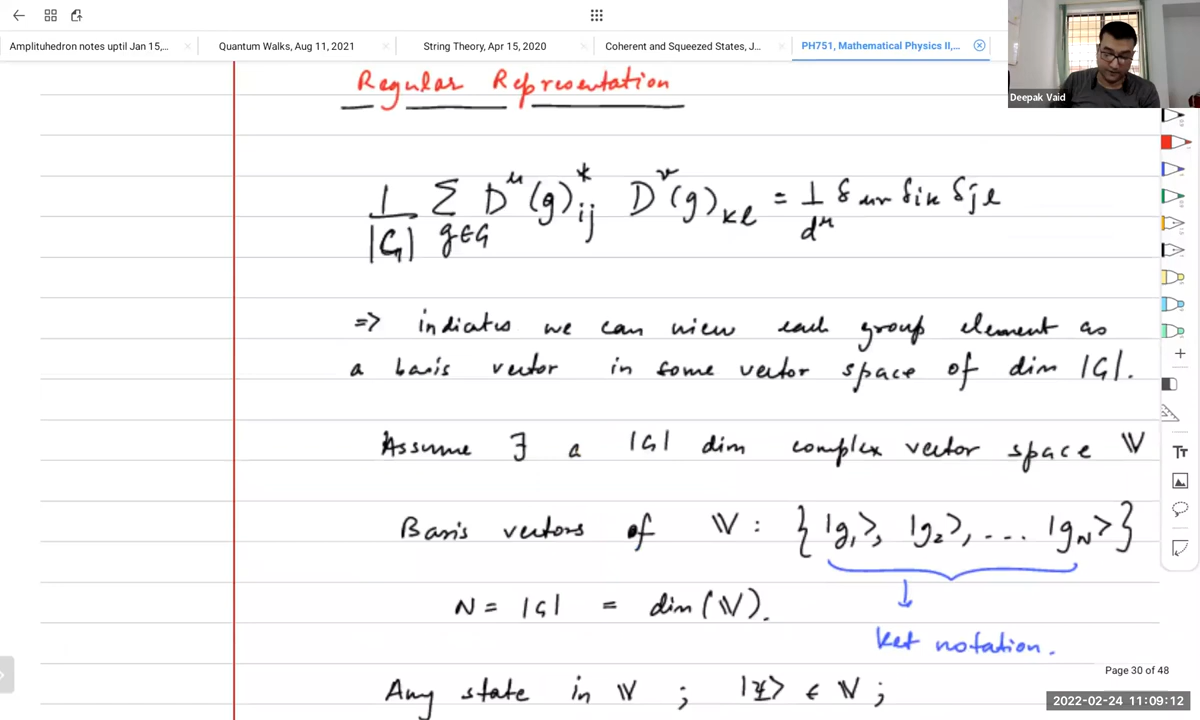 Amplituhedron notes uptil Jan 15,...
Quantum Walks, Aug 11, 2021
String Theory, Apr 15, 2020
Coherent and Squeezed States, J...
PH751, Mathematical Physics II,...
Deepak Vaid
Regular Representation
1/|G| Σ_{g∈G} D^μ(g)*_{ij} D^ν(g)_{kl} = 1/d^μ δ_{μν} δ_{ik} δ_{jl}
=> indicates we can view each group element as
a basis vector in some vector space of dim |G|.
Assume ∃ a |G| dim complex vector space 𝕍
Basis vectors of 𝕍 : { |g₁>, |g₂>, .... |g_N> }
N = |G| = dim(𝕍).
ket notation.
Tт
Page 30 of 48
Any state in 𝕍 ; |Ψ> ∈ 𝕍 ;
2022-02-24 11:09:12